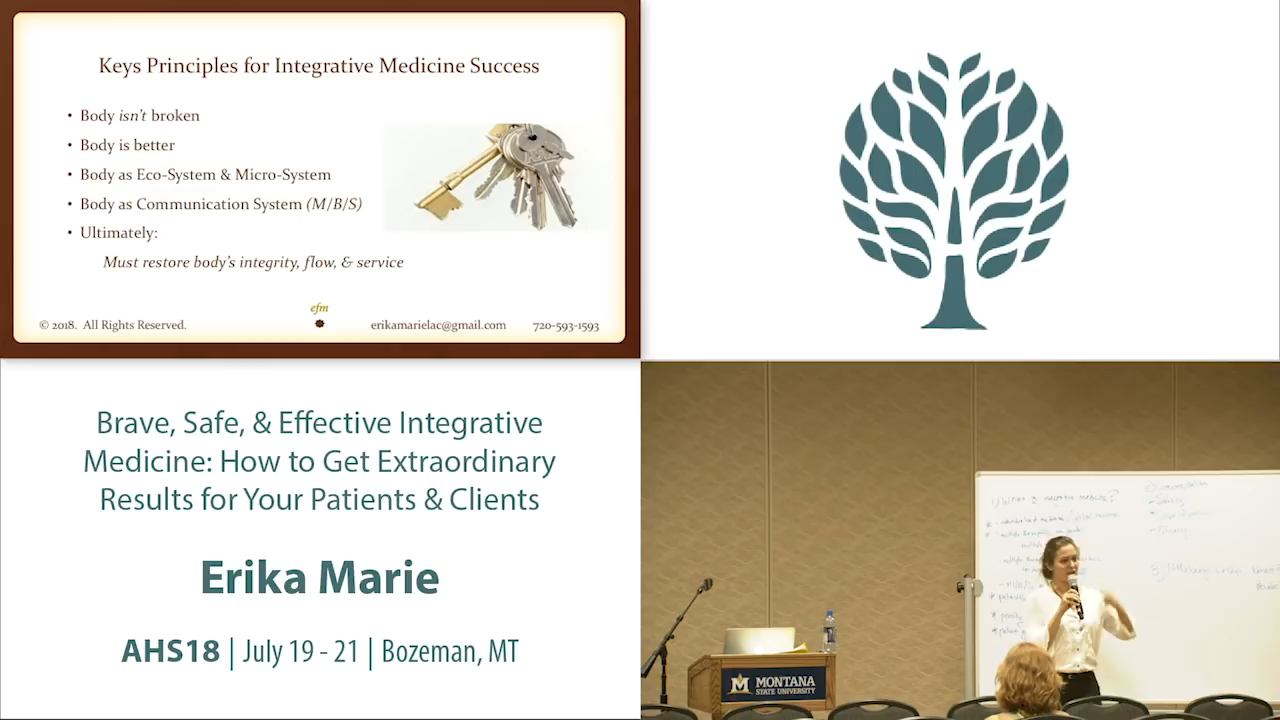 Keys Principles for Integrative Medicine Success
• Body isn't broken
• Body is better
• Body as Eco-System & Micro-System
• Body as Communication System (M/B/S)
• Ultimately:
Must restore body's integrity, flow, & service
efm
© 2018. All Rights Reserved.
erikamarielac@gmail.com
720-593-1593
Brave, Safe, & Effective Integrative
Medicine: How to Get Extraordinary
Results for Your Patients & Clients
Erika Marie
AHS18 | July 19 - 21 | Bozeman, MT
M MONTANA
STATE UNIVERSITY